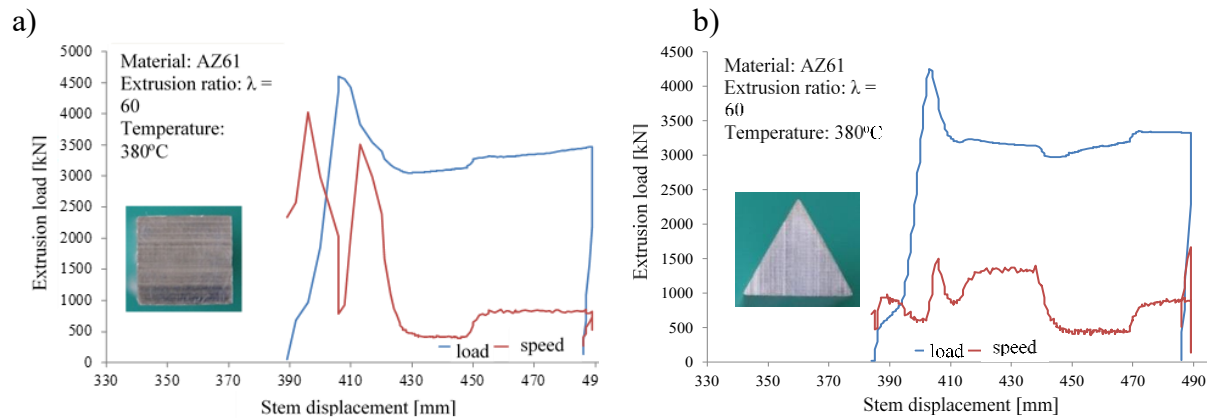 a)
5000
4500
4000
3500
3000
2500
2000
1500
1000
500
0
Extrusion load [kN]
Material: AZ61
Extrusion ratio: λ =
60
Temperature:
380ºC
load
speed
330 350 370 390 410 430 450 470 49
Stem displacement [mm]
b)
4500
4000
3500
3000
2500
2000
1500
1000
500
0
Extrusion load [kN]
Material: AZ61
Extrusion ratio: λ =
60
Temperature: 380ºC
load
speed
330 350 370 390 410 430 450 470 490
Stem displacement [mm]